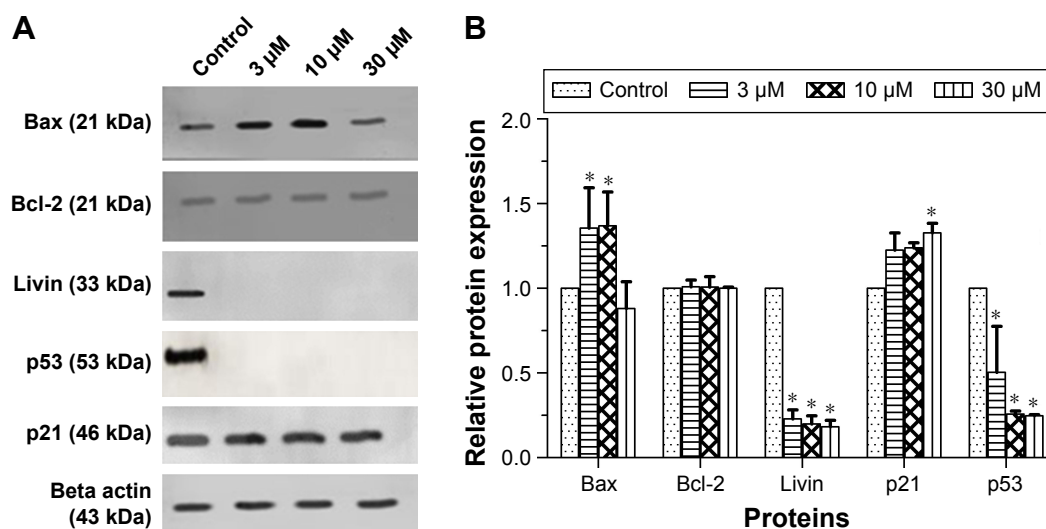 A
Control
3 µM
10 µM
30 µM
Bax (21 kDa)
Bcl-2 (21 kDa)
Livin (33 kDa)
p53 (53 kDa)
p21 (46 kDa)
Beta actin
(43 kDa)
B
Control 3 µM 10 µM 30 µM
Relative protein expression
2.0
1.5
1.0
0.5
0.0
* *
* * *
*
* * *
Bax Bcl-2 Livin p21 p53
Proteins